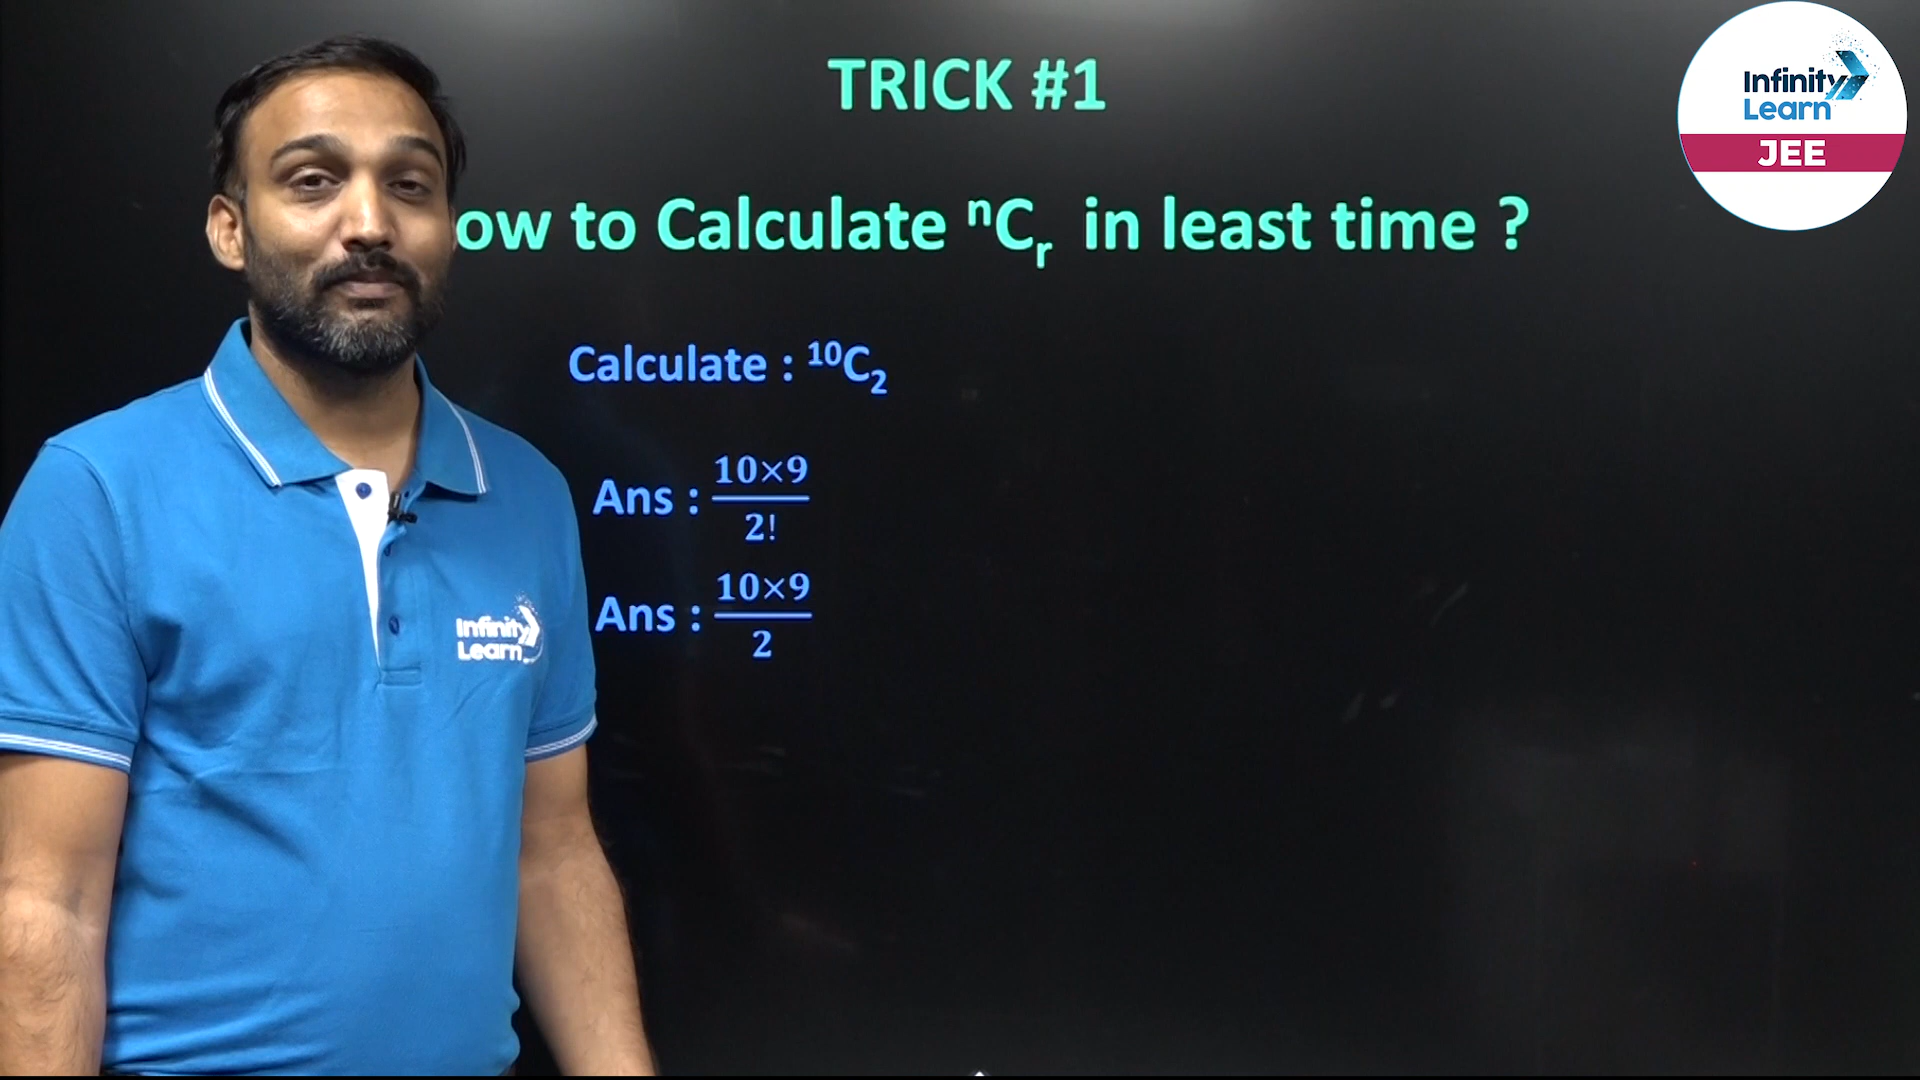 TRICK #1
ow to Calculate ⁿCᵣ in least time ?
Calculate : ¹⁰C₂
Ans : 10×9
2!
Ans : 10×9
2
Infinity
Learn
JEE
Infinity
Learn